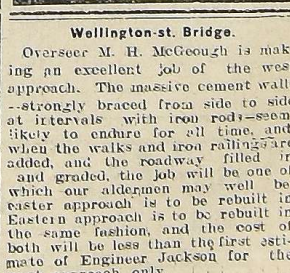 Wellington-st. Bridge.
Overseer M. H. McGeough is mak
ing an excellent job of the wes
approach. The massive cement wall
--strongly braced from side to side
at intervals with iron rods--seem
likely to endure for all time, and
when the walks and iron railings are
added, and the roadway filled in
and graded, the job will be one of
which our aldermen may well be
easter approach is to be rebuilt in
Eastern approach is to be rebuilt in
the same fashion, and the cost of
both will be less than the first esti-
mate of Engineer Jackson for the
approach only